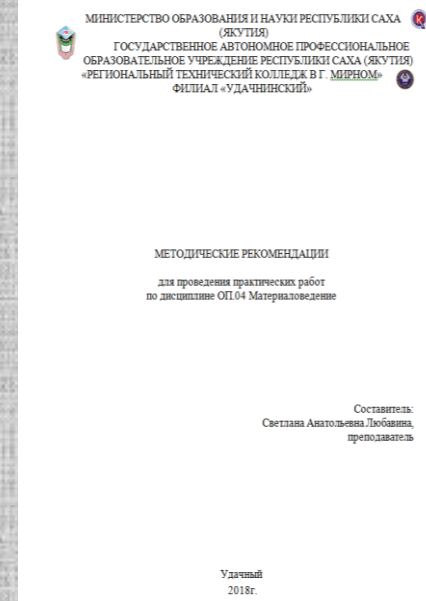 МИНИСТЕРСТВО ОБРАЗОВАНИЯ И НАУКИ РЕСПУБЛИКИ САХА
(ЯКУТИЯ)
ГОСУДАРСТВЕННОЕ АВТОНОМНОЕ ПРОФЕССИОНАЛЬНОЕ
ОБРАЗОВАТЕЛЬНОЕ УЧРЕЖДЕНИЕ РЕСПУБЛИКИ САХА (ЯКУТИЯ)
«РЕГИОНАЛЬНЫЙ ТЕХНИЧЕСКИЙ КОЛЛЕДЖ В Г. МИРНОМ»
ФИЛИАЛ «УДАЧНИНСКИЙ»
МЕТОДИЧЕСКИЕ РЕКОМЕНДАЦИИ
для проведения практических работ
по дисциплине ОП.04 Материаловедение
Составитель:
Светлана Анатольевна Любавина,
преподаватель
Удачный
2018г.